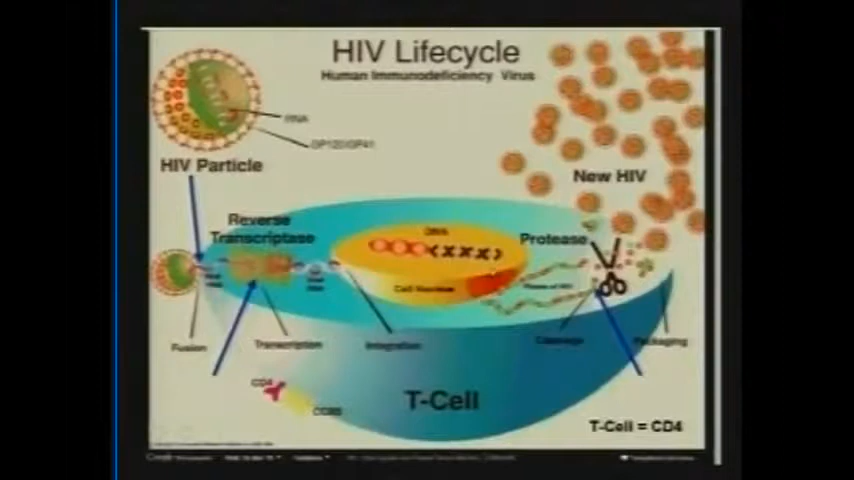 HIV Lifecycle
Human Immunodeficiency Virus
RNA
GP120/GP41
HIV Particle
New HIV
Reverse
Transcriptase
DNA
Protease
Cell Nucleus
Fusion
Transcription
Integration
Cleavage
Packaging
CD4
T-Cell
T-Cell = CD4